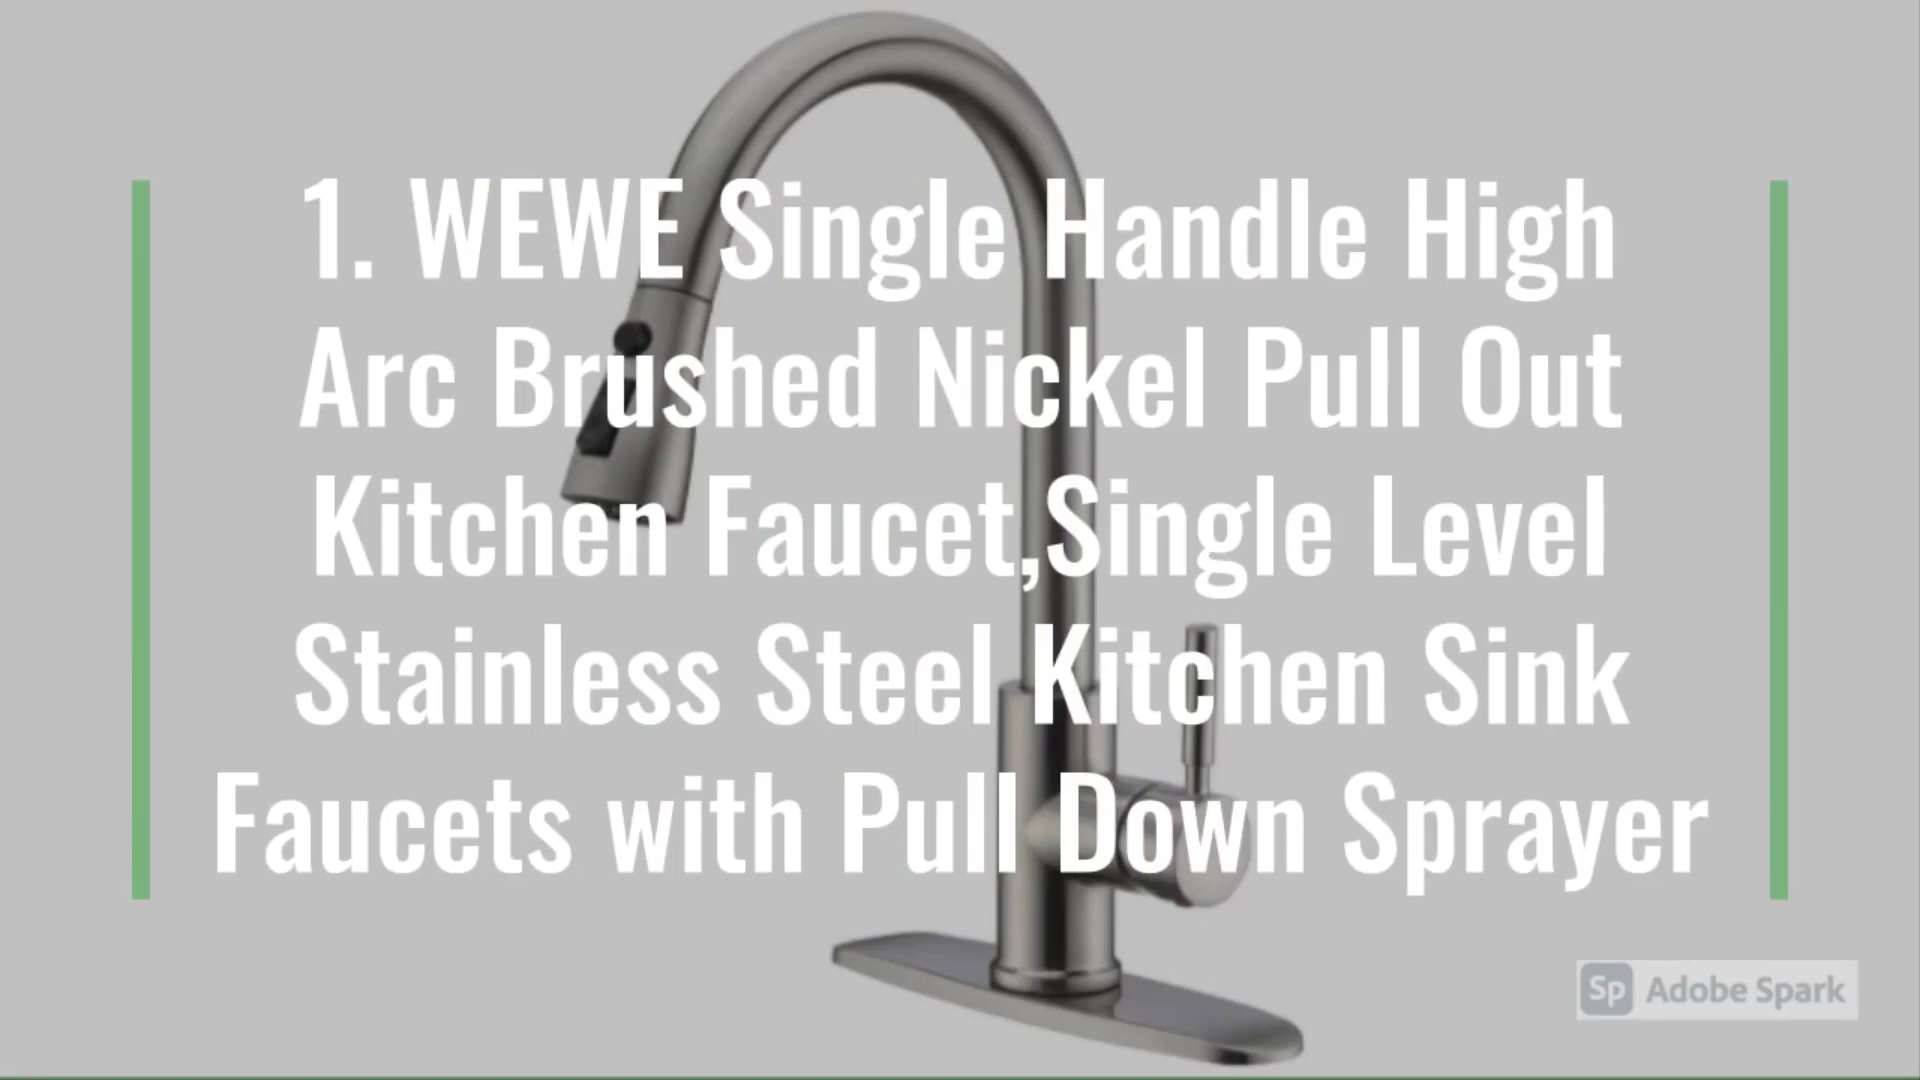 1. WEWE Single Handle High
Arc Brushed Nickel Pull Out
Kitchen Faucet,Single Level
Stainless Steel Kitchen Sink
Faucets with Pull Down Sprayer
Sp Adobe Spark